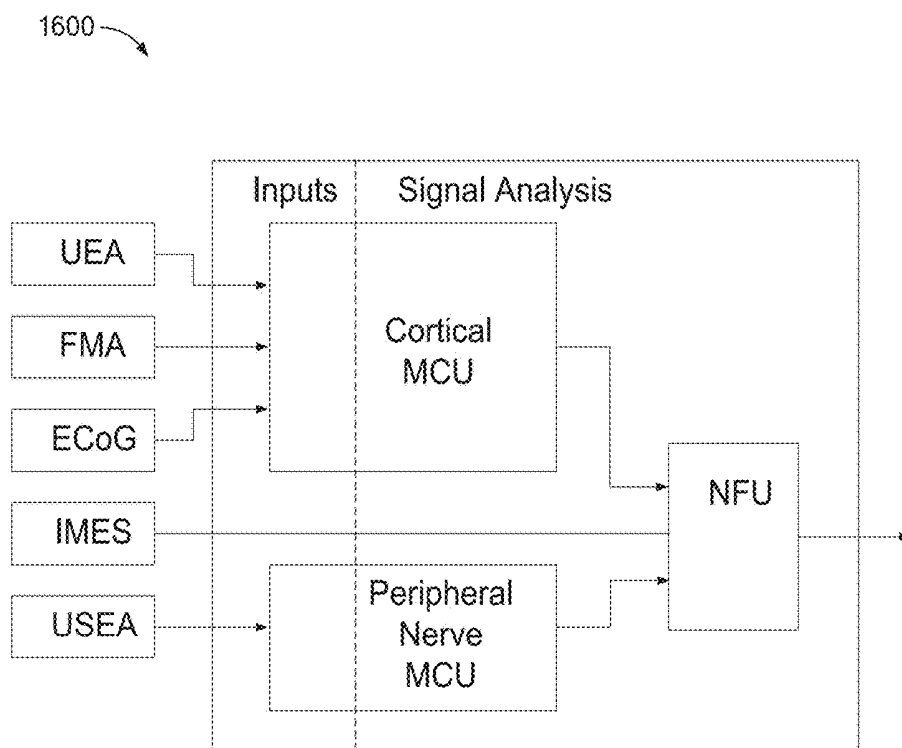 1600
Inputs
Signal Analysis
UEA
FMA
ECoG
IMES
USEA
Cortical
MCU
NFU
Peripheral
Nerve
MCU